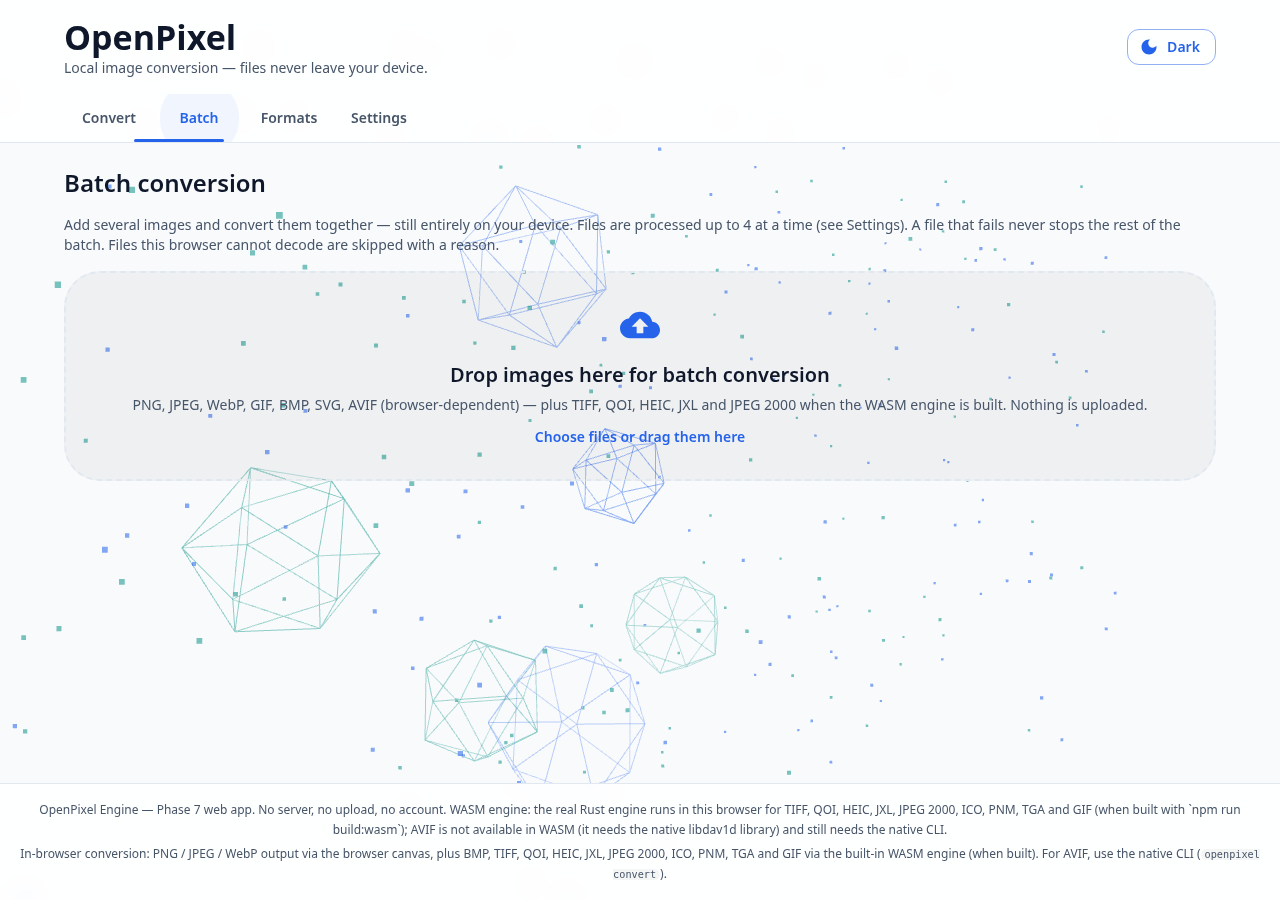 OpenPixel
Local image conversion — files never leave your device.
Dark
Convert
Batch
Formats
Settings
Batch conversion
Add several images and convert them together — still entirely on your device. Files are processed up to 4 at a time (see Settings). A file that fails never stops the rest of the
batch. Files this browser cannot decode are skipped with a reason.
Drop images here for batch conversion
PNG, JPEG, WebP, GIF, BMP, SVG, AVIF (browser-dependent) — plus TIFF, QOI, HEIC, JXL and JPEG 2000 when the WASM engine is built. Nothing is uploaded.
Choose files or drag them here
OpenPixel Engine — Phase 7 web app. No server, no upload, no account. WASM engine: the real Rust engine runs in this browser for TIFF, QOI, HEIC, JXL, JPEG 2000, ICO, PNM, TGA and GIF (when built with `npm run
build:wasm`); AVIF is not available in WASM (it needs the native libdav1d library) and still needs the native CLI.
In-browser conversion: PNG / JPEG / WebP output via the browser canvas, plus BMP, TIFF, QOI, HEIC, JXL, JPEG 2000, ICO, PNM, TGA and GIF via the built-in WASM engine (when built). For AVIF, use the native CLI ( openpixel
convert ).